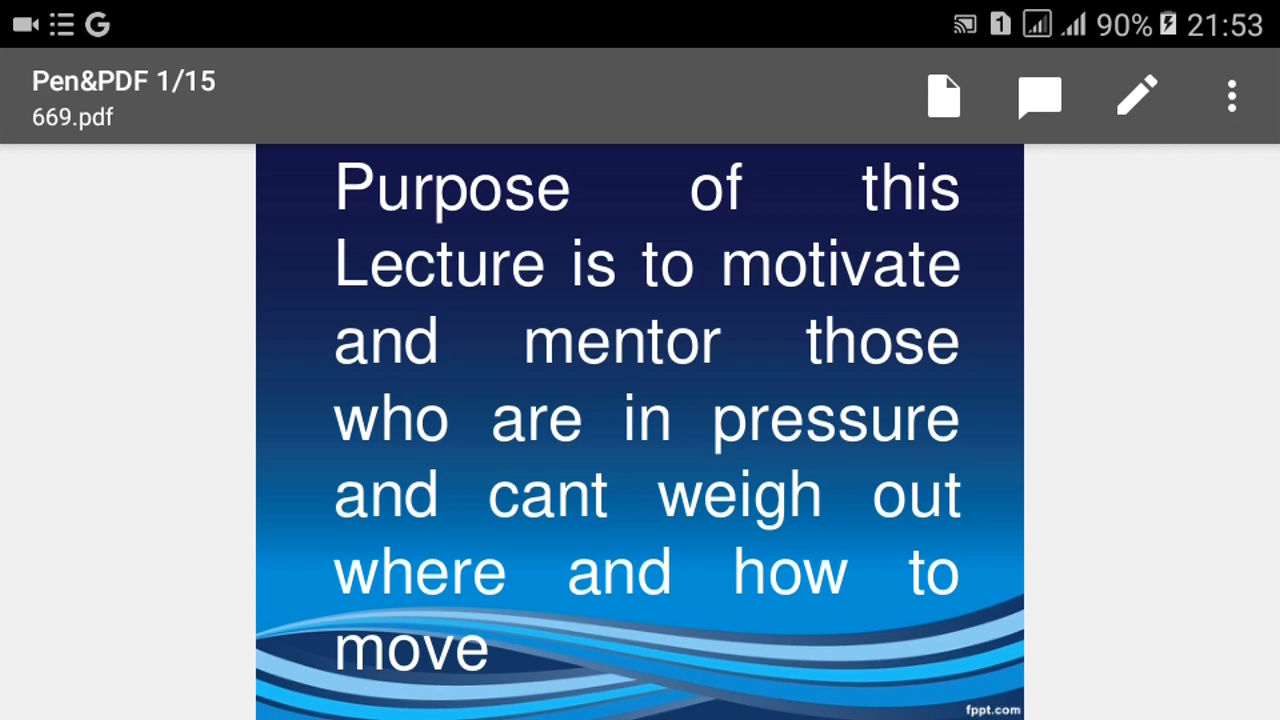 90% 21:53
Pen&PDF 1/15
669.pdf
Purpose of this
Lecture is to motivate
and mentor those
who are in pressure
and cant weigh out
where and how to
move
fppt.com